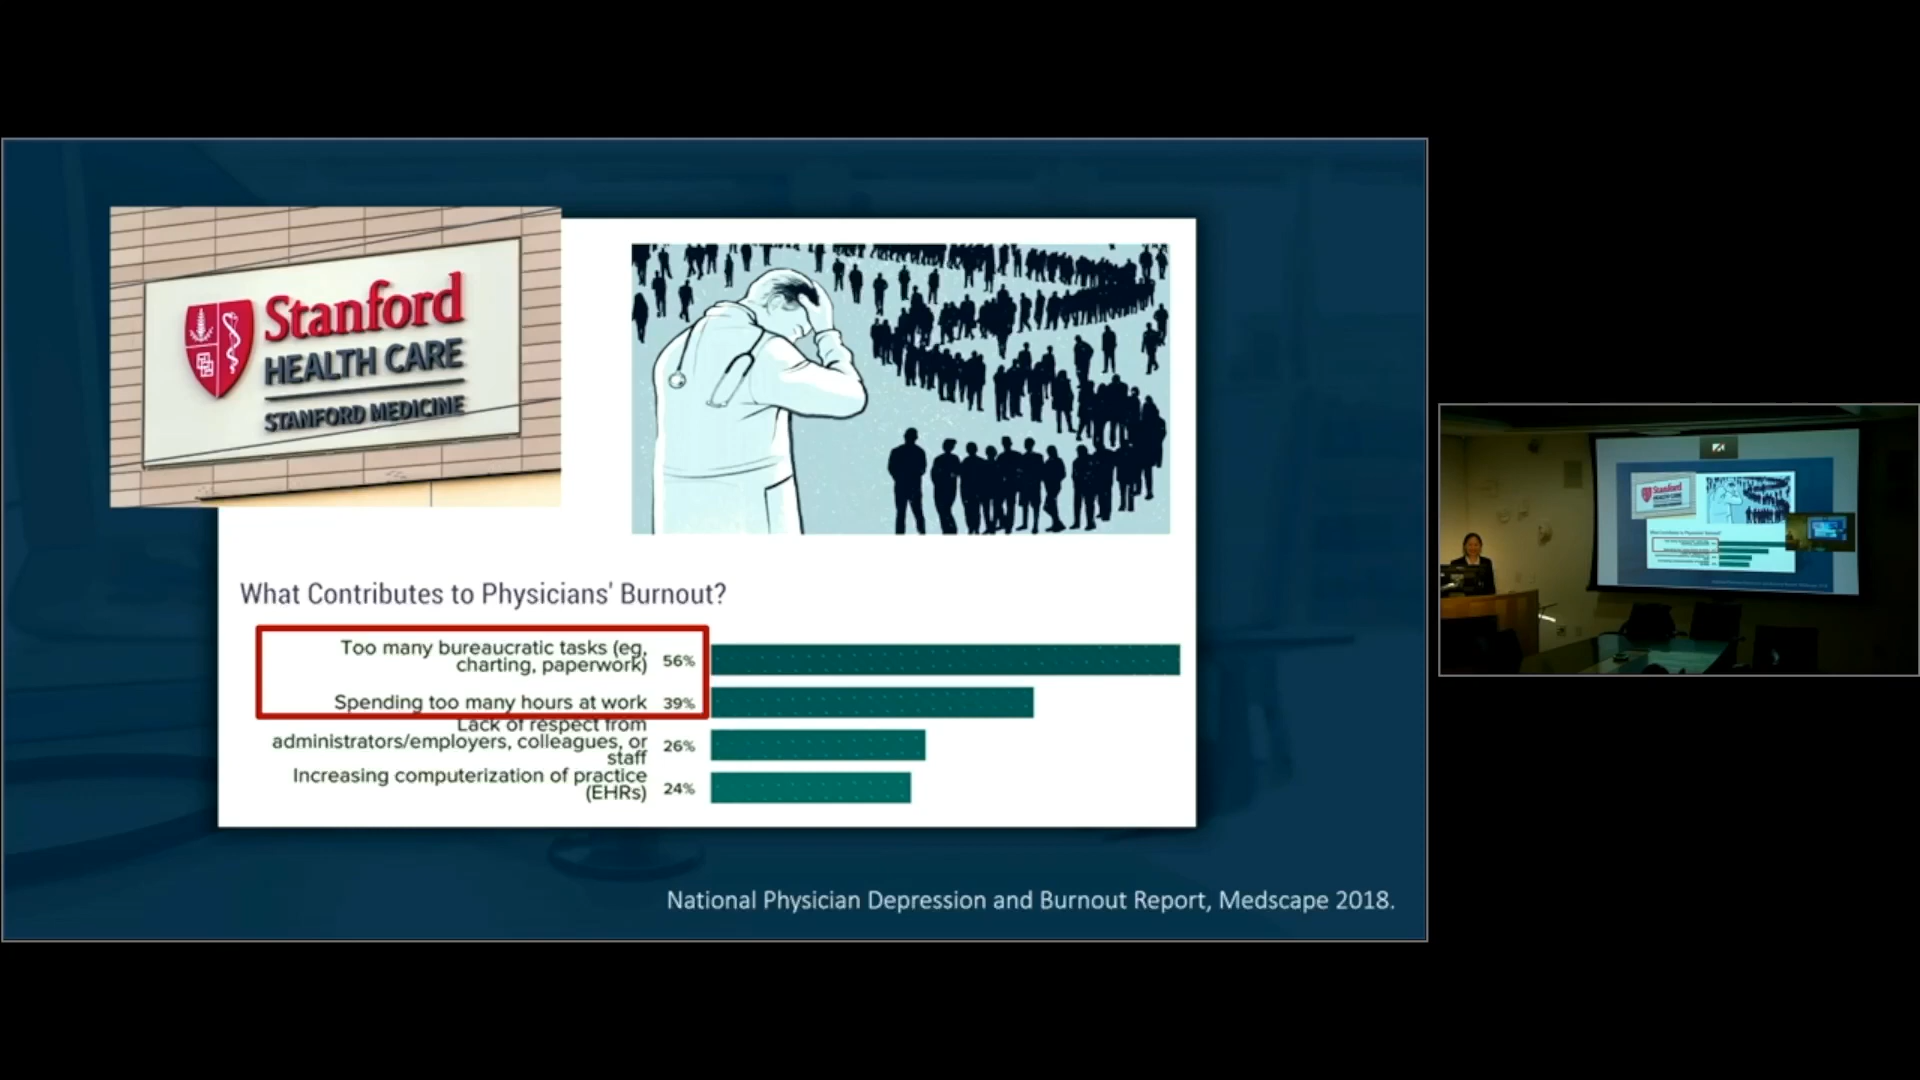 Stanford
HEALTH CARE
STANFORD MEDICINE
What Contributes to Physicians' Burnout?
Too many bureaucratic tasks (eg,
charting, paperwork) 56%
Spending too many hours at work 39%
Lack of respect from
administrators/employers, colleagues, or
staff 26%
Increasing computerization of practice
(EHRs) 24%
National Physician Depression and Burnout Report, Medscape 2018.
Stanford